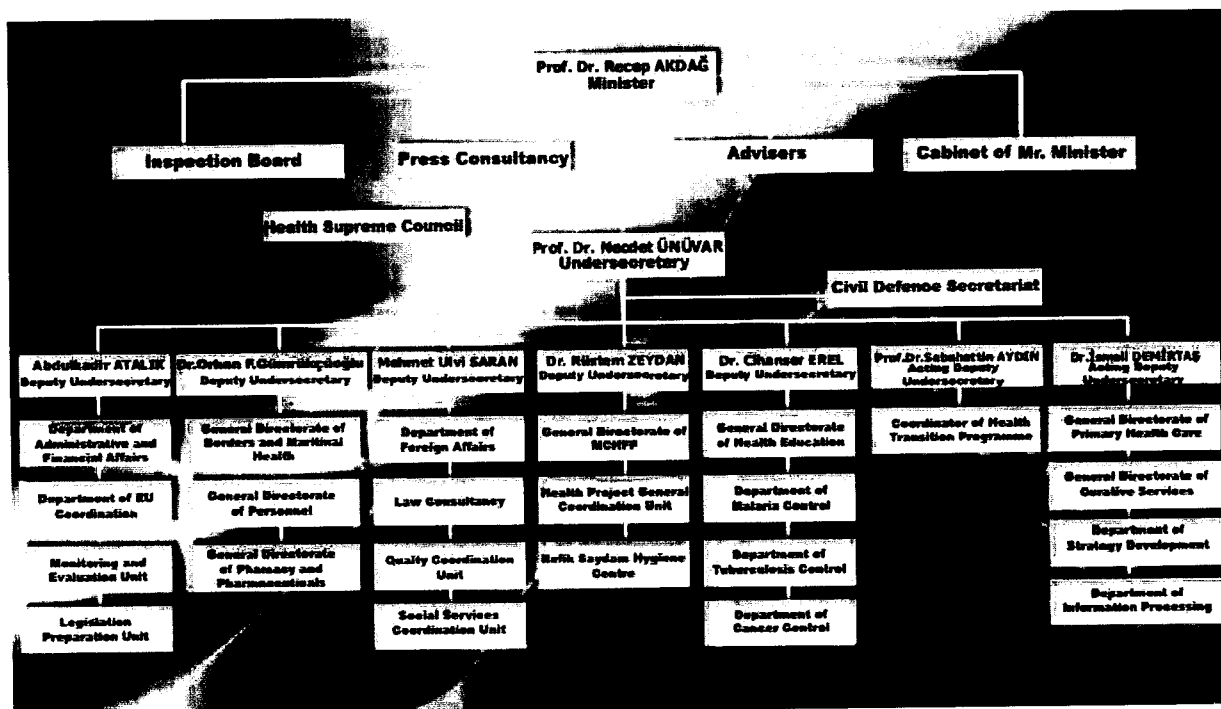 Prof. Dr. Recep AKDAĞ
Minister
Inspection Board
Press Consultancy
Advisers
Cabinet of Mr. Minister
Health Supreme Council
Prof. Dr. Necdet ÜNÜVAR
Undersecretary
Civil Defence Secretariat
Abdulkadir ATALIK
Deputy Undersecretary
Dr.Orhan F.Gümrükçüoğlu
Deputy Undersecretary
Mehmet Ulvi SARAN
Deputy Undersecretary
Dr. Rüstem ZEYDAN
Deputy Undersecretary
Dr. Cihanser EREL
Deputy Undersecretary
Prof.Dr.Sabahattin AYDIN
Acting Deputy
Undersecretary
Dr.İsmail DEMİRTAŞ
Acting Deputy
Undersecretary
Department of
Administrative and
Financial Affairs
Department of EU
Coordination
Monitoring and
Evaluation Unit
Legislation
Preparation Unit
General Directorate of
Borders and Maritival
Health
General Directorate
of Personnel
General Directorate
of Phamacy and
Pharmaceuticals
Department of
Foreign Affairs
Law Consultancy
Quality Coordination
Unit
Social Services
Coordination Unit
General Directorate of
MCHFP
Health Project General
Coordination Unit
Refik Saydam Hygiene
Centre
General Directorate
of Health Education
Department of
Malaria Control
Department of
Tuberculosis Control
Department of
Cancer Control
Coordinator of Health
Transition Programme
General Directorate of
Primary Health Care
General Directorate of
Curative Services
Department of
Strategy Development
Department of
Information Processing